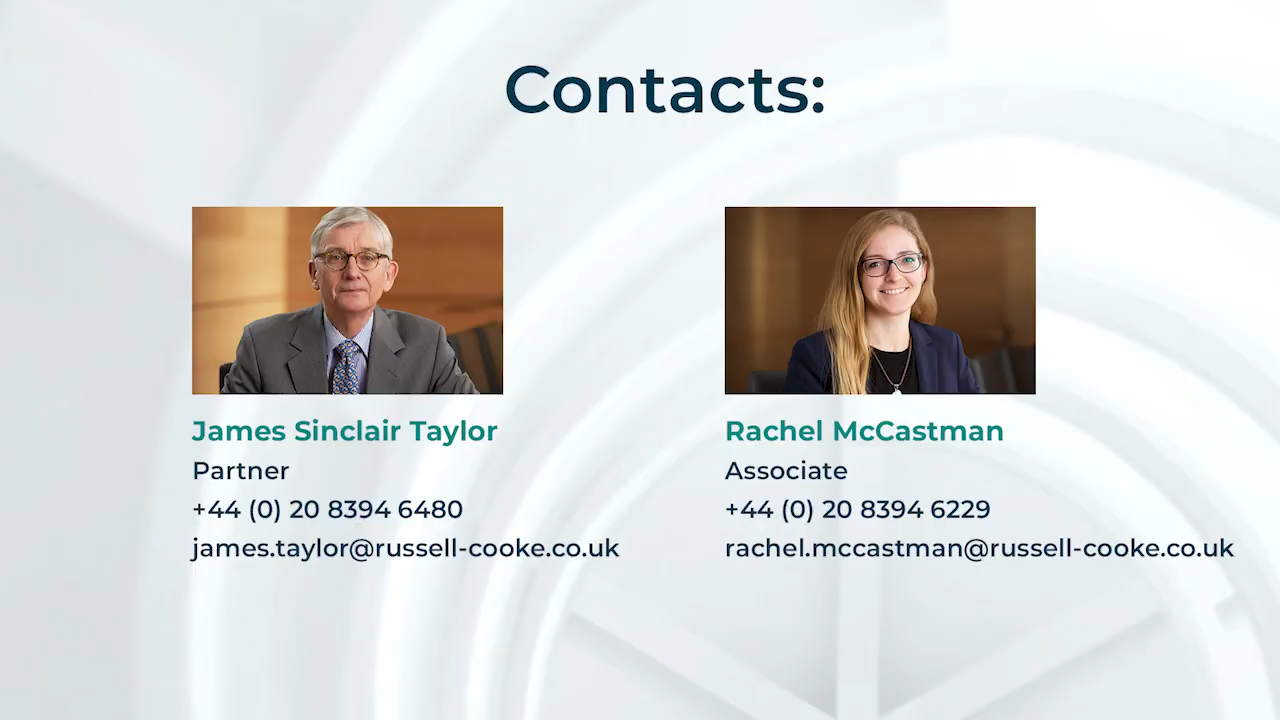 Contacts:
James Sinclair Taylor
Partner
+44 (0) 20 8394 6480
james.taylor@russell-cooke.co.uk
Rachel McCastman
Associate
+44 (0) 20 8394 6229
rachel.mccastman@russell-cooke.co.uk